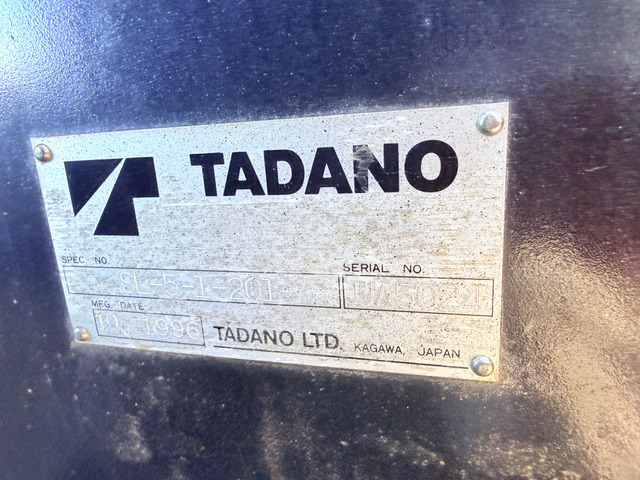 TADANO
SPEC NO.
SERIAL NO.
MFG. DATE
10. 1996
TADANO LTD.
KAGAWA, JAPAN